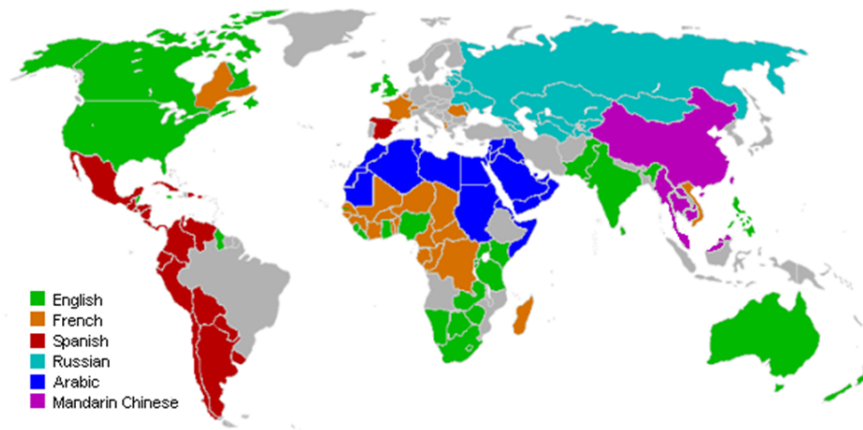 English
French
Spanish
Russian
Arabic
Mandarin Chinese